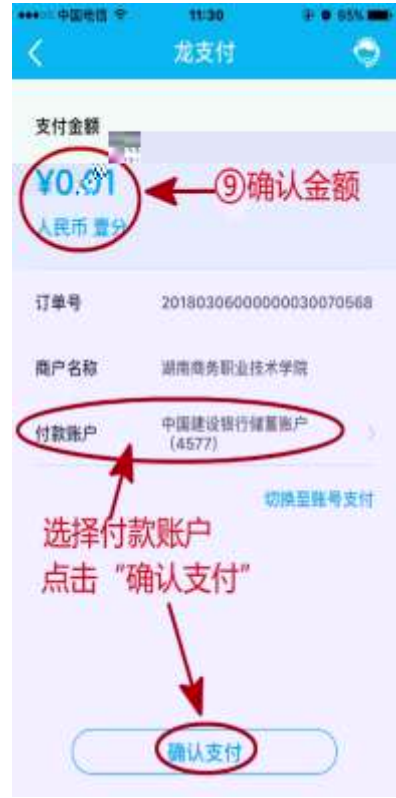 中国电信 11:30 65%
龙支付
支付金额
¥0.01
⑨确认金额
人民币 壹分
订单号 20180306000000030070568
商户名称 湖南商务职业技术学院
付款账户 中国建设银行储蓄账户
(4577)
切换至账号支付
选择付款账户
点击“确认支付”
确认支付